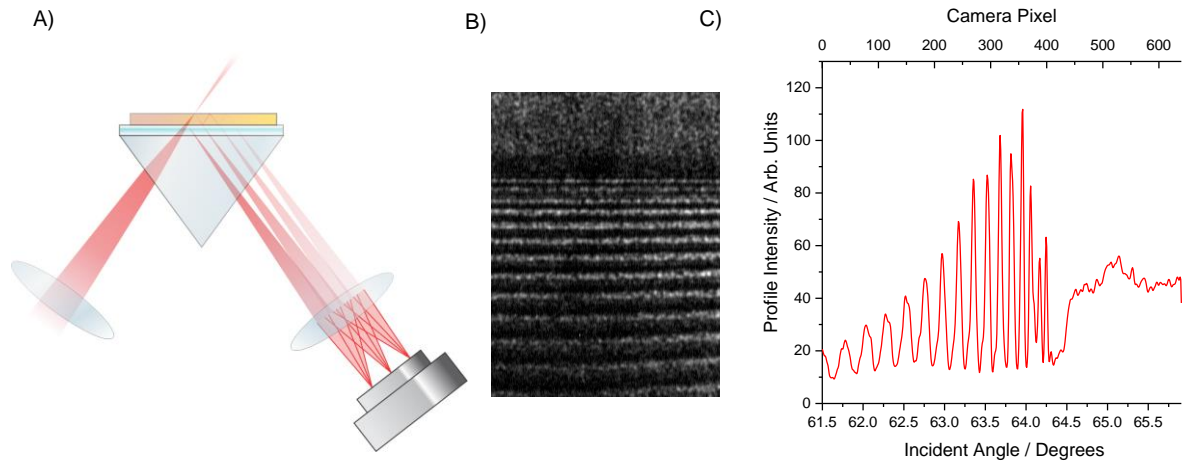 A)
B)
C)
Camera Pixel
0 100 200 300 400 500 600
120
100
80
60
40
20
0
Profile Intensity / Arb. Units
61.5 62.0 62.5 63.0 63.5 64.0 64.5 65.0 65.5
Incident Angle / Degrees